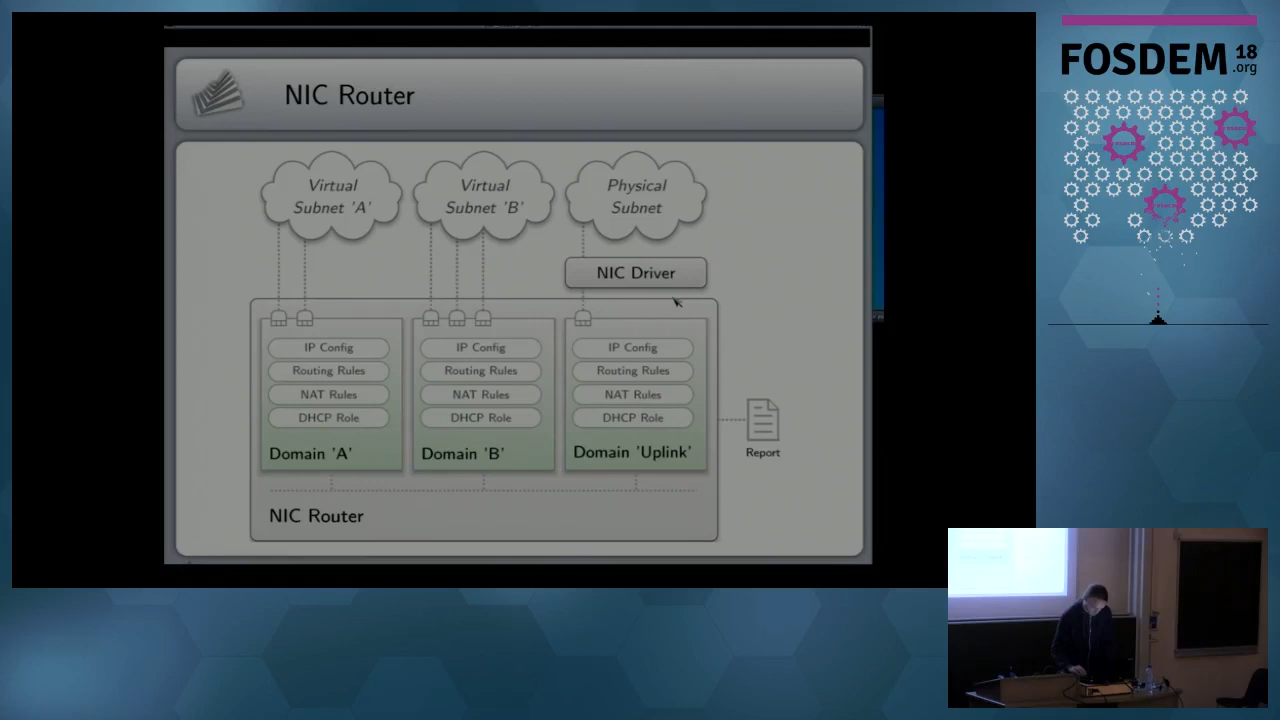 NIC Router
Virtual
Subnet 'A'
Virtual
Subnet 'B'
Physical
Subnet
NIC Driver
IP Config
Routing Rules
NAT Rules
DHCP Role
Domain 'A'
IP Config
Routing Rules
NAT Rules
DHCP Role
Domain 'B'
IP Config
Routing Rules
NAT Rules
DHCP Role
Domain 'Uplink'
Report
NIC Router
FOSDEM 18
.org